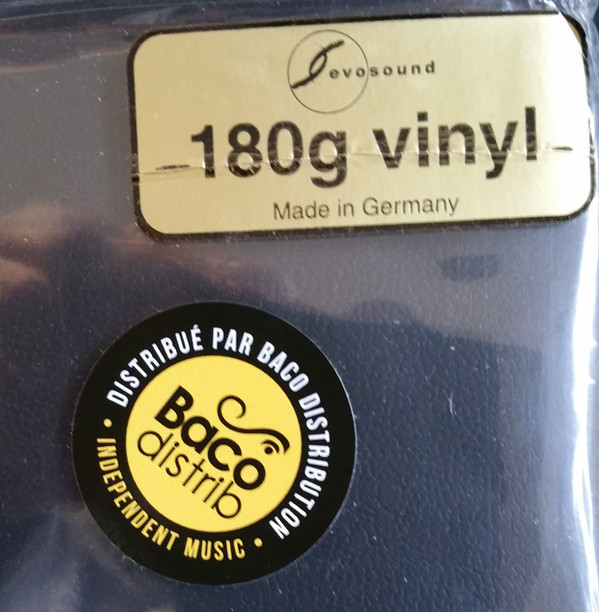 evosound
180g vinyl
Made in Germany
DISTRIBUÉ PAR BACO DISTRIBUTION
Baco
distrib
• INDEPENDENT MUSIC •